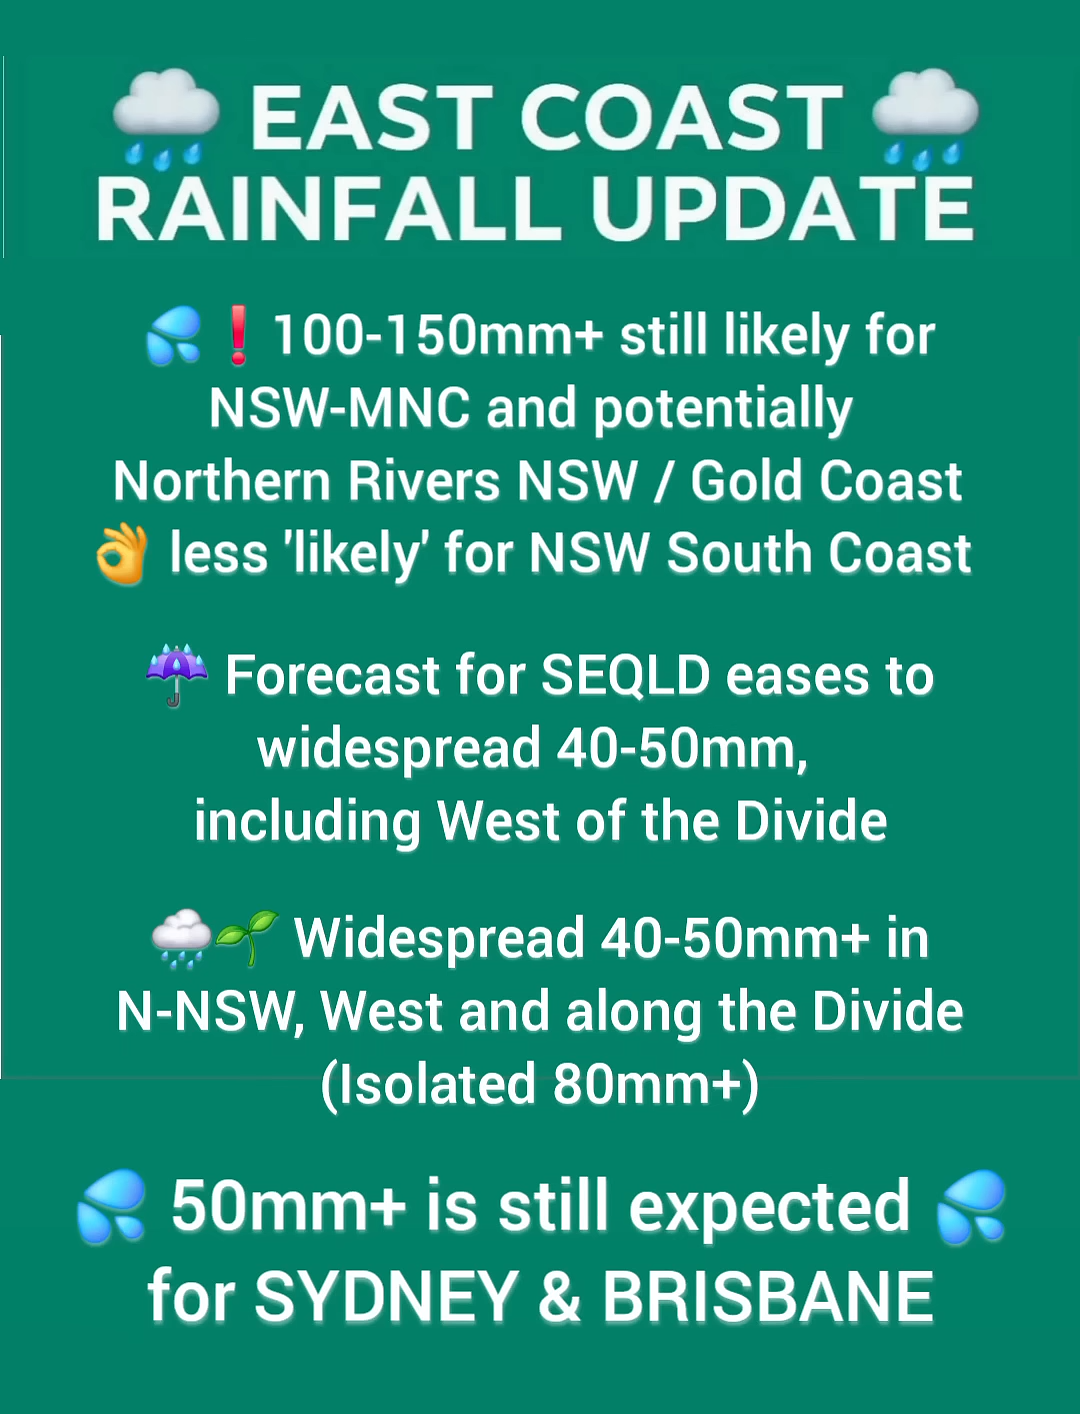 🌧️ EAST COAST 🌧️
RAINFALL UPDATE
💦❗100-150mm+ still likely for
NSW-MNC and potentially
Northern Rivers NSW / Gold Coast
👌 less 'likely' for NSW South Coast
☔ Forecast for SEQLD eases to
widespread 40-50mm,
including West of the Divide
🌧️🌱 Widespread 40-50mm+ in
N-NSW, West and along the Divide
(Isolated 80mm+)
💦 50mm+ is still expected 💦
for SYDNEY & BRISBANE